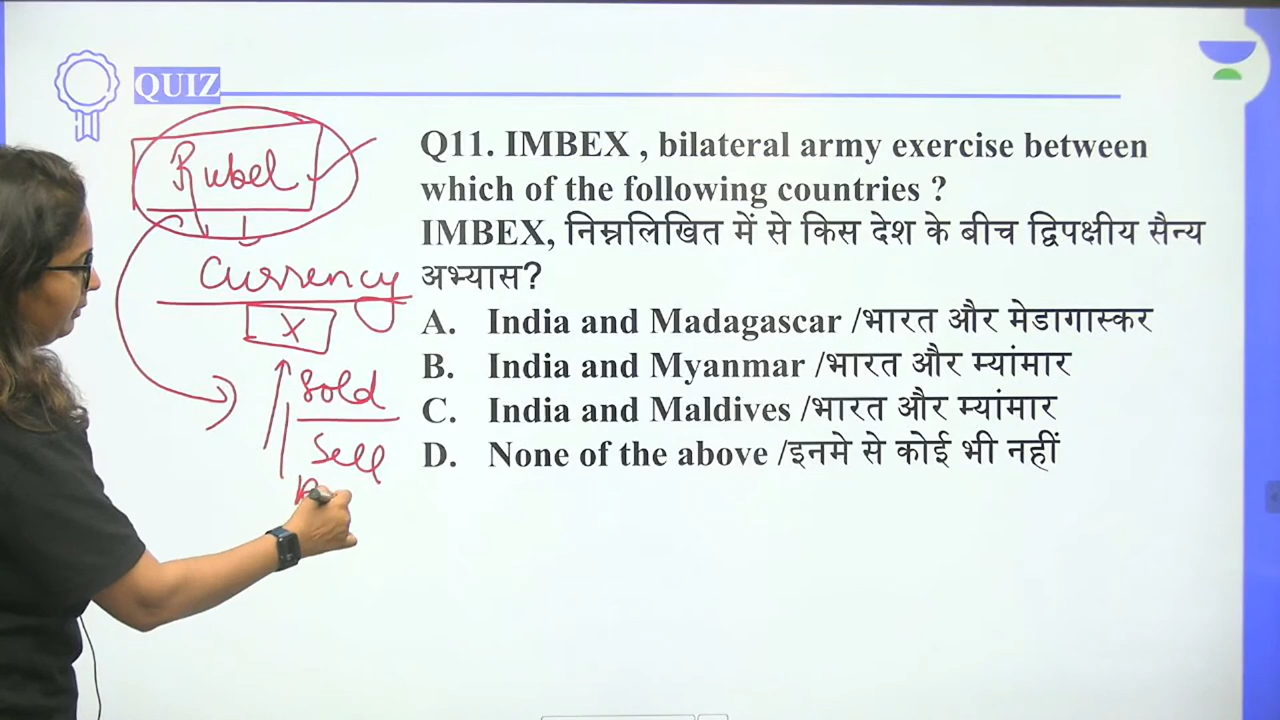 QUIZ
Rubel
Currency
X
Sold
Sell
Q11. IMBEX , bilateral army exercise between
which of the following countries ?
IMBEX, निम्नलिखित में से किस देश के बीच द्विपक्षीय सैन्य
अभ्यास?
A. India and Madagascar /भारत और मेडागास्कर
B. India and Myanmar /भारत और म्यांमार
C. India and Maldives /भारत और म्यांमार
D. None of the above /इनमे से कोई भी नहीं